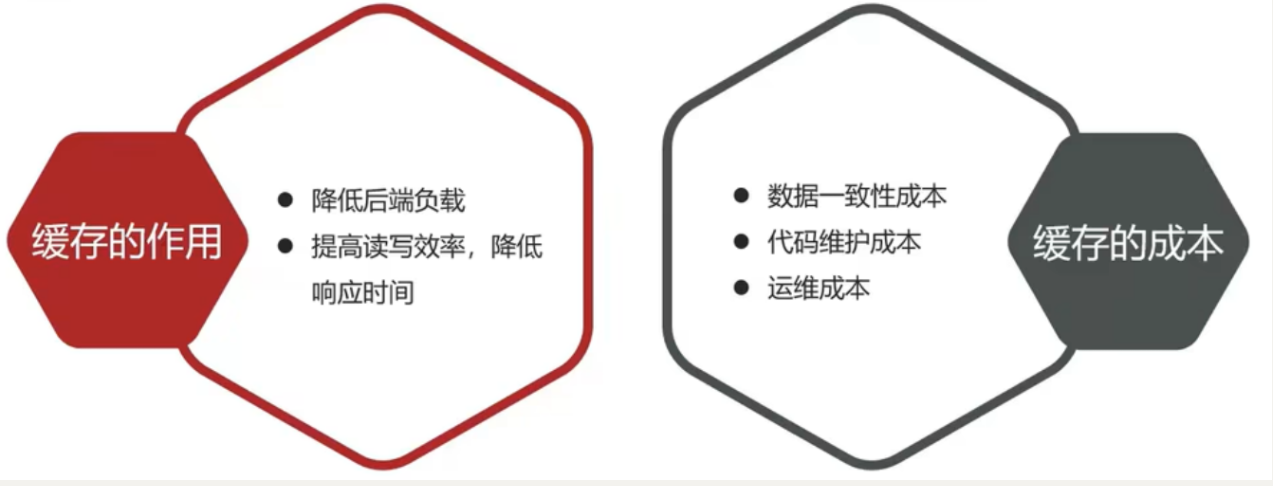 缓存的作用
● 降低后端负载
● 提高读写效率，降低
响应时间
● 数据一致性成本
● 代码维护成本
● 运维成本
缓存的成本